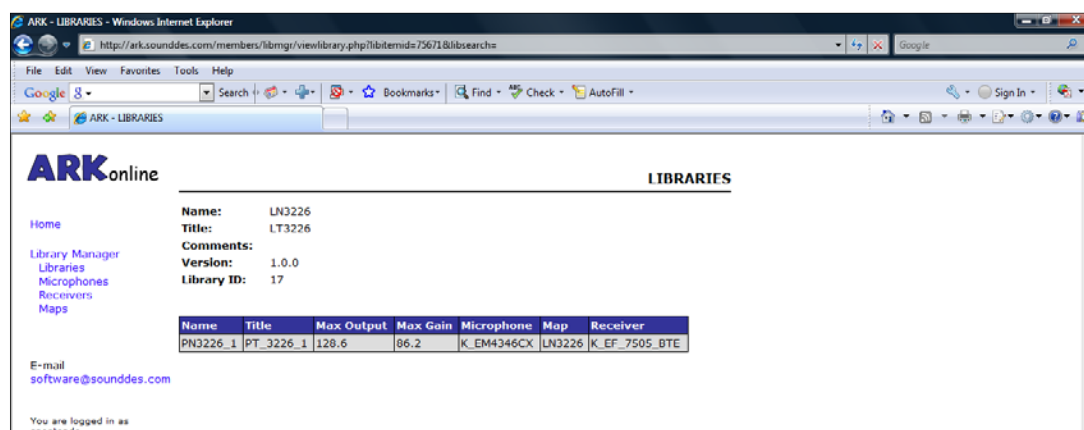 ARK - LIBRARIES - Windows Internet Explorer
http://ark.sounddes.com/members/libmgr/viewlibrary.php?libitemid=75671&libsearch=
Google
File Edit View Favorites Tools Help
Google Search Bookmarks Find Check AutoFill Sign In
ARK - LIBRARIES
ARKonline
LIBRARIES
Home
Library Manager
Libraries
Microphones
Receivers
Maps
Name: LN3226
Title: LT3226
Comments:
Version: 1.0.0
Library ID: 17
Name Title Max Output Max Gain Microphone Map Receiver
PN3226_1 PT_3226_1 128.6 86.2 K_EM4346CX LN3226 K_EF_7505_BTE
E-mail
software@sounddes.com
You are logged in as